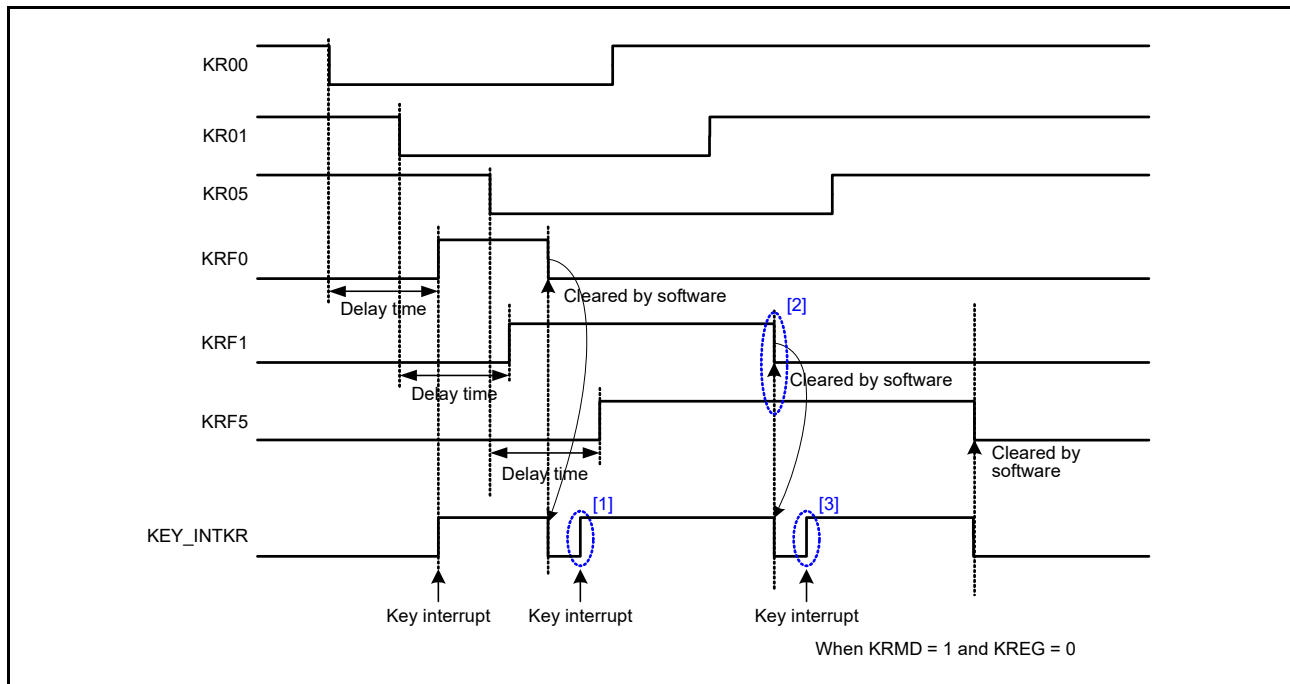 KR00
KR01
KR05
KRF0
Delay time
Cleared by software
[2]
KRF1
Delay time
Cleared by software
KRF5
Delay time
Cleared by
software
[1]
[3]
KEY_INTKR
Key interrupt
Key interrupt
Key interrupt
When KRMD = 1 and KREG = 0